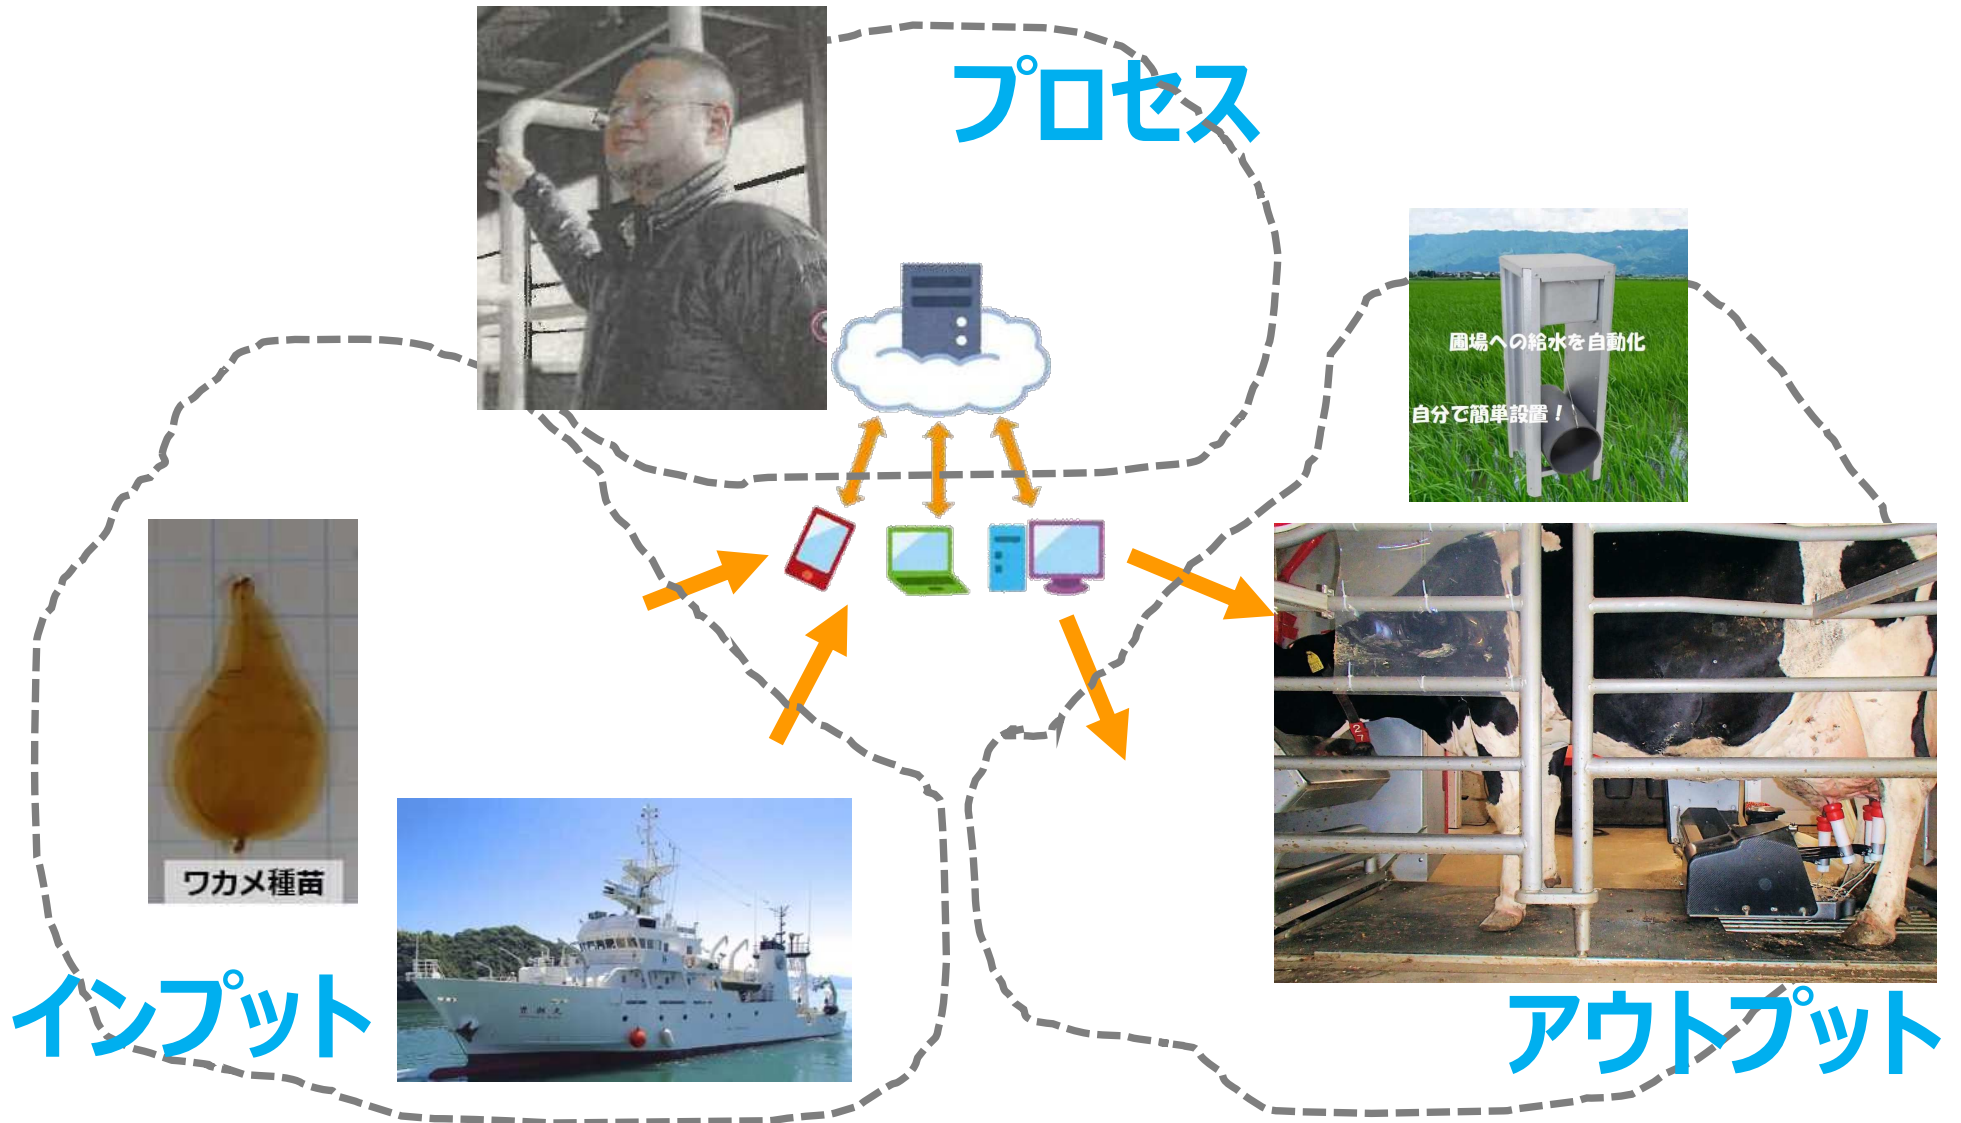 プロセス
圃場への給水を自動化
自分で簡単設置！
ワカメ種苗
インプット
アウトプット
27